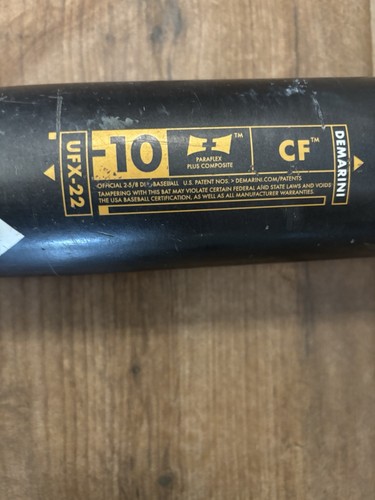 UFX-22
-10
PARAFLEX™
PLUS COMPOSITE
CF™
DEMARINI
OFFICIAL 2-5/8 DIA. BASEBALL U.S. PATENT NOS. > DEMARINI.COM/PATENTS
TAMPERING WITH THIS BAT MAY VIOLATE CERTAIN FEDERAL AND STATE LAWS AND VOIDS
THE USA BASEBALL CERTIFICATION, AS WELL AS ALL MANUFACTURER WARRANTIES.